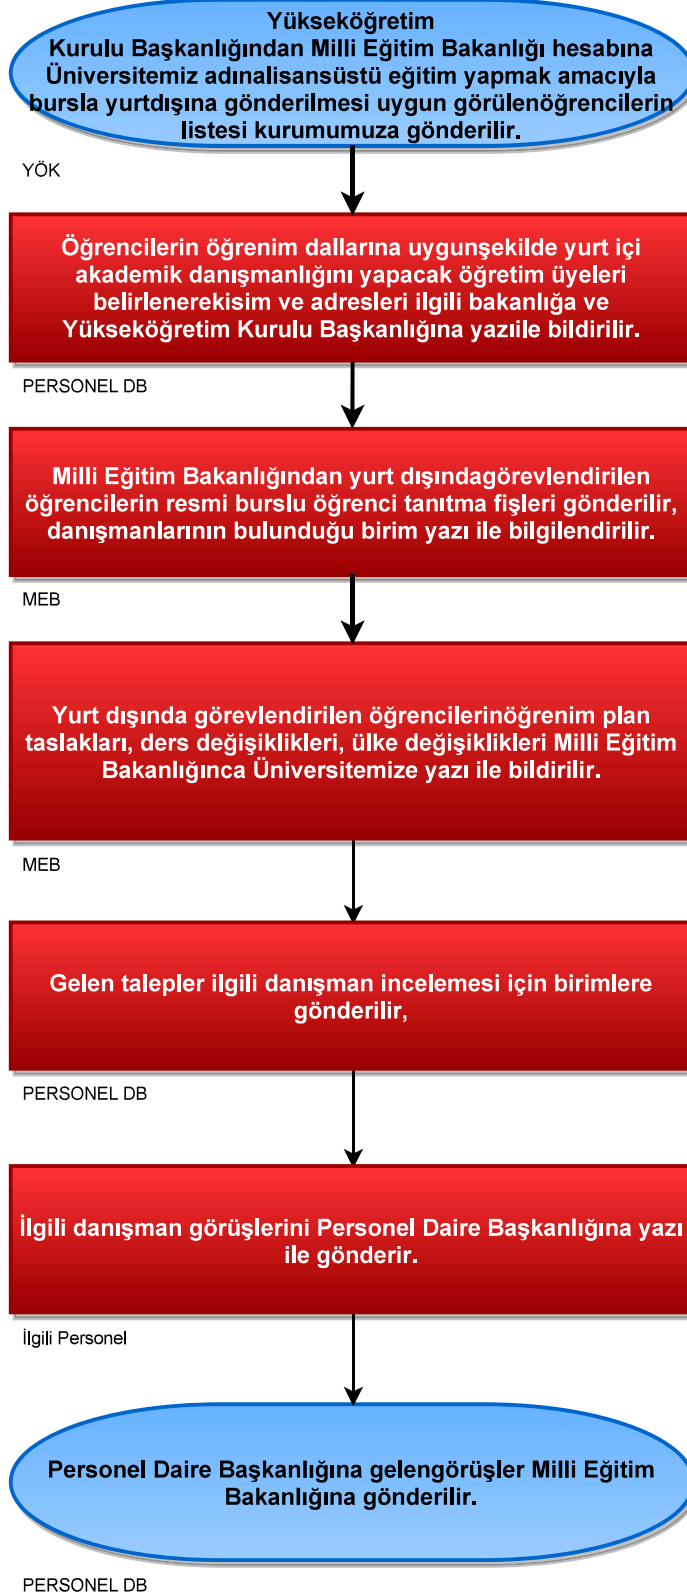 Yükseköğretim
Kurulu Başkanlığından Milli Eğitim Bakanlığı hesabına
Üniversitemiz adınalisansüstü eğitim yapmak amacıyla
bursla yurtdışına gönderilmesi uygun görülenöğrencilerin
listesi kurumumuza gönderilir.
YÖK
Öğrencilerin öğrenim dallarına uygunşekilde yurt içi
akademik danışmanlığını yapacak öğretim üyeleri
belirlenerekisim ve adresleri ilgili bakanlığa ve
Yükseköğretim Kurulu Başkanlığına yazıile bildirilir.
PERSONEL DB
Milli Eğitim Bakanlığından yurt dışındagörevlendirilen
öğrencilerin resmi burslu öğrenci tanıtma fişleri gönderilir,
danışmanlarının bulunduğu birim yazı ile bilgilendirilir.
MEB
Yurt dışında görevlendirilen öğrencilerinöğrenim plan
taslakları, ders değişiklikleri, ülke değişiklikleri Milli Eğitim
Bakanlığınca Üniversitemize yazı ile bildirilir.
MEB
Gelen talepler ilgili danışman incelemesi için birimlere
gönderilir,
PERSONEL DB
İlgili danışman görüşlerini Personel Daire Başkanlığına yazı
ile gönderir.
İlgili Personel
Personel Daire Başkanlığına gelengörüşler Milli Eğitim
Bakanlığına gönderilir.
PERSONEL DB